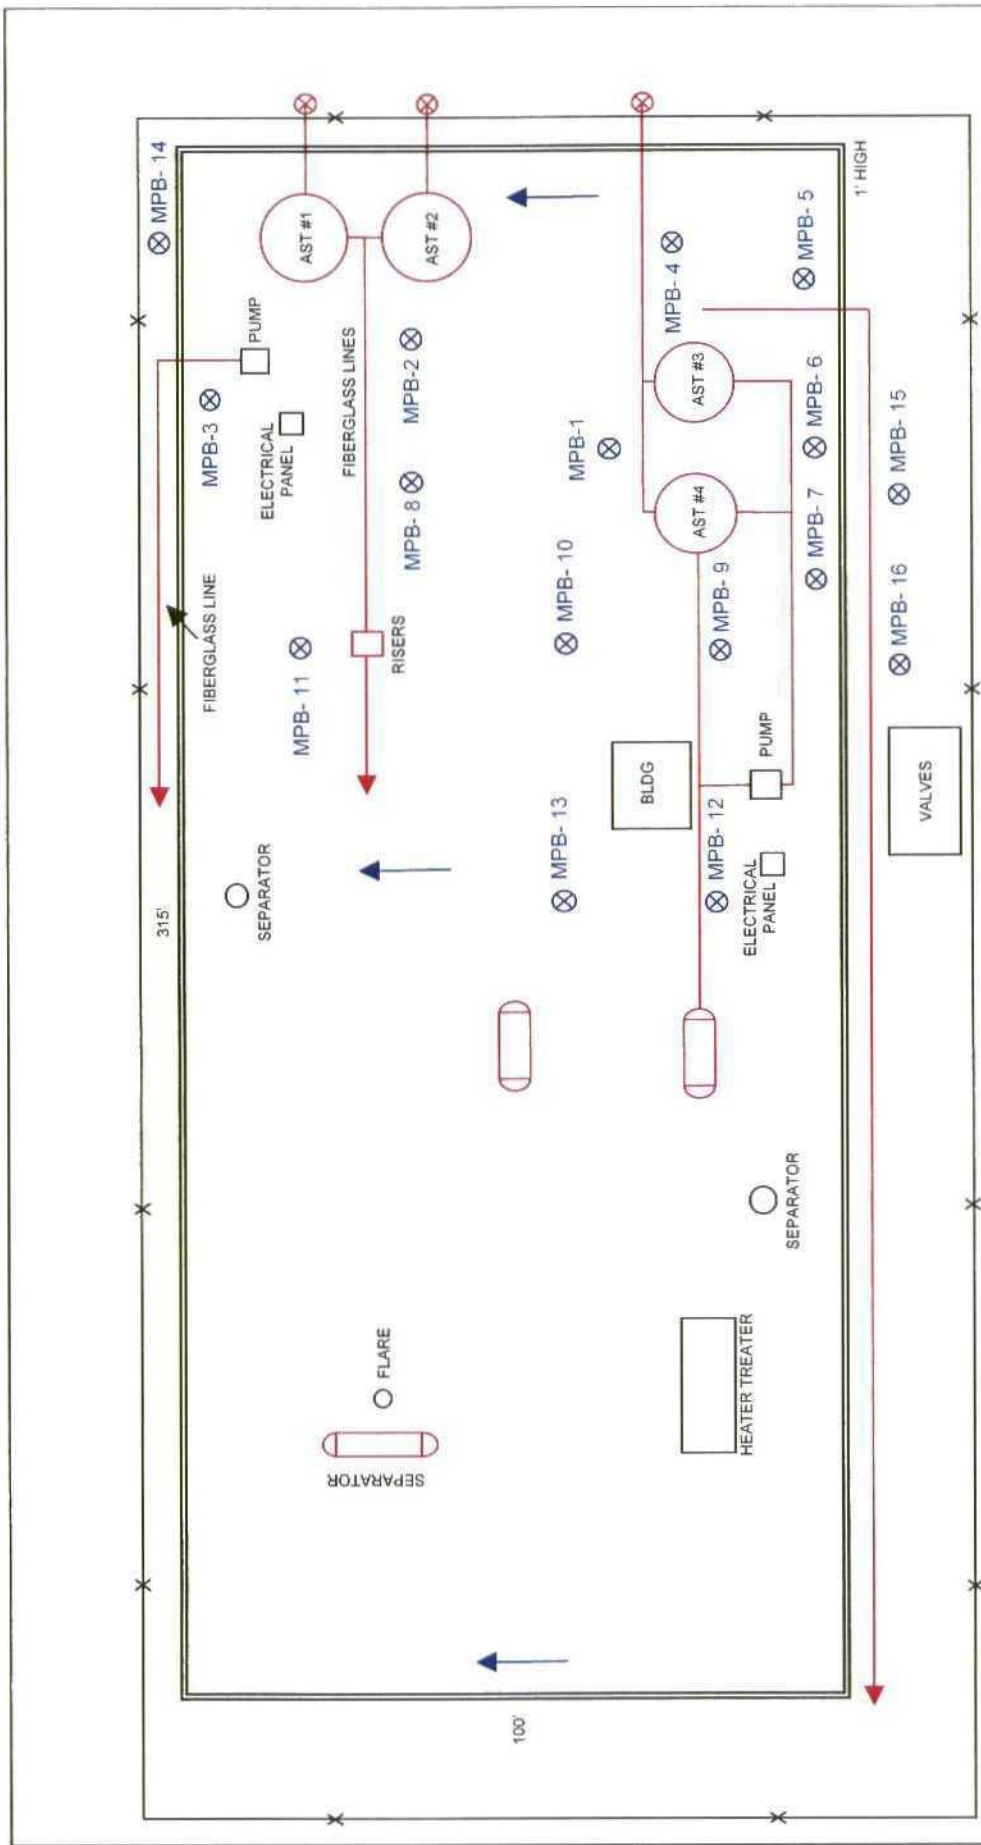 MPB- 14
AST #1
AST #2
PUMP
MPB-3
ELECTRICAL
PANEL
FIBERGLASS LINES
MPB-2
MPB- 8
FIBERGLASS LINE
MPB- 11
RISERS
315'
SEPARATOR
1' HIGH
MPB- 4
MPB- 5
AST #3
MPB- 6
MPB-1
AST #4
MPB- 7
MPB- 15
MPB- 10
MPB- 9
MPB- 16
BLDG
PUMP
VALVES
MPB- 13
MPB- 12
ELECTRICAL
PANEL
SEPARATOR
FLARE
SEPARATOR
HEATER TREATER
100'